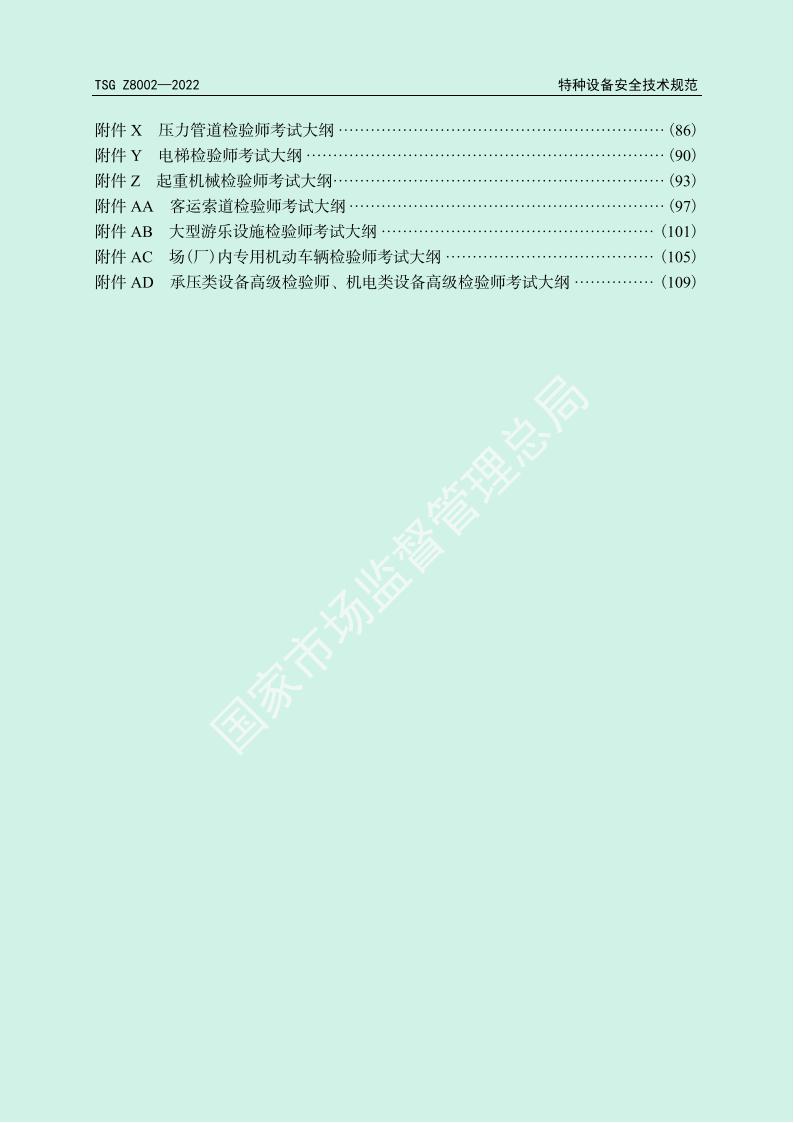 TSG Z8002—2022 特种设备安全技术规范
附件 X 压力管道检验师考试大纲 ·························································· (86)
附件 Y 电梯检验师考试大纲 ································································ (90)
附件 Z 起重机械检验师考试大纲·························································· (93)
附件 AA 客运索道检验师考试大纲 ························································ (97)
附件 AB 大型游乐设施检验师考试大纲 ················································· (101)
附件 AC 场(厂)内专用机动车辆检验师考试大纲 ······································ (105)
附件 AD 承压类设备高级检验师、机电类设备高级检验师考试大纲 ··············· (109)
国家市场监督管理总局